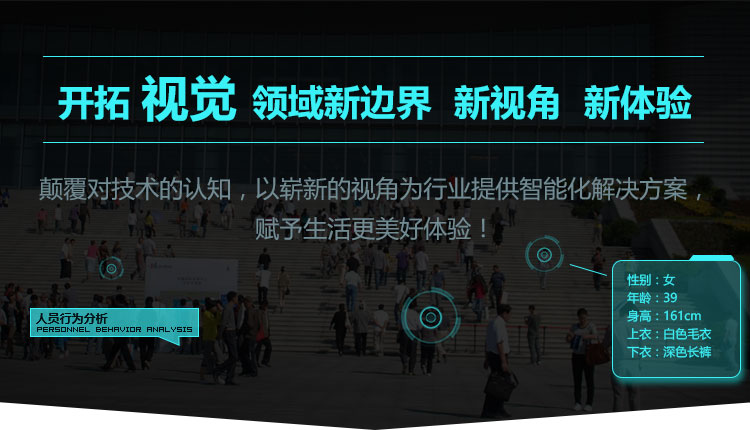 开拓 视觉 领域新边界 新视角 新体验
颠覆对技术的认知，以崭新的视角为行业提供智能化解决方案，
赋予生活更美好体验！
人员行为分析
PERSONNEL BEHAVIOR ANALYSIS
性别：女
年龄：39
身高：161cm
上衣：白色毛衣
下衣：深色长裤